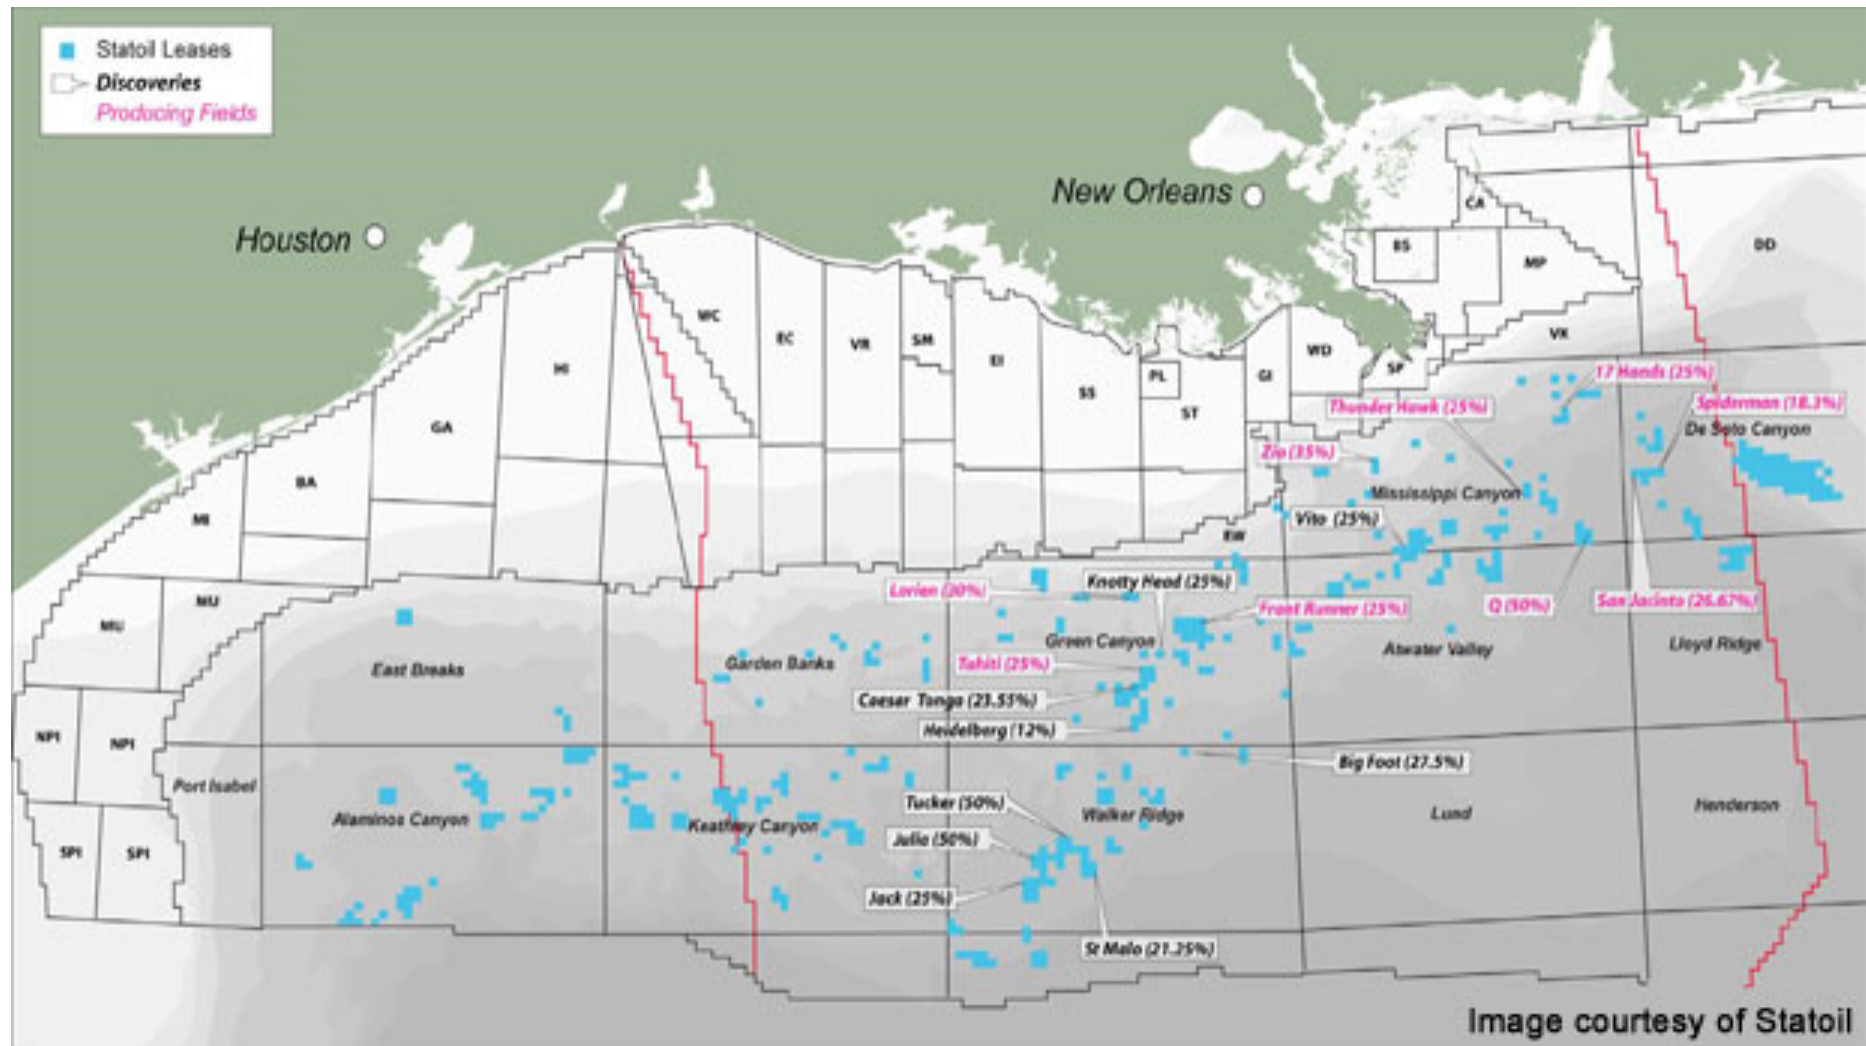 Statoil Leases
Discoveries
Producing Fields
Houston
New Orleans
CA
BS
MP
DD
WC
EC
VR
SM
EI
SS
PL
ST
GI
WD
SP
VK
HI
GA
BA
MI
MU
NU
NPI
NPI
SPI
SPI
EW
17 Hands (25%)
Thunder Hawk (25%)
Spiderman (18.3%)
De Soto Canyon
Zia (35%)
Mississippi Canyon
Vito (25%)
Knotty Head (25%)
Lorien (30%)
Front Runner (25%)
Q (50%)
San Jacinto (26.67%)
Green Canyon
Atwater Valley
Lloyd Ridge
East Breaks
Garden Banks
Tahiti (25%)
Caesar Tonga (23.55%)
Heidelberg (12%)
Big Foot (27.5%)
Port Isabel
Alaminos Canyon
Keathley Canyon
Tucker (50%)
Walker Ridge
Lund
Henderson
Julia (50%)
Jack (25%)
St Malo (21.25%)
Image courtesy of Statoil